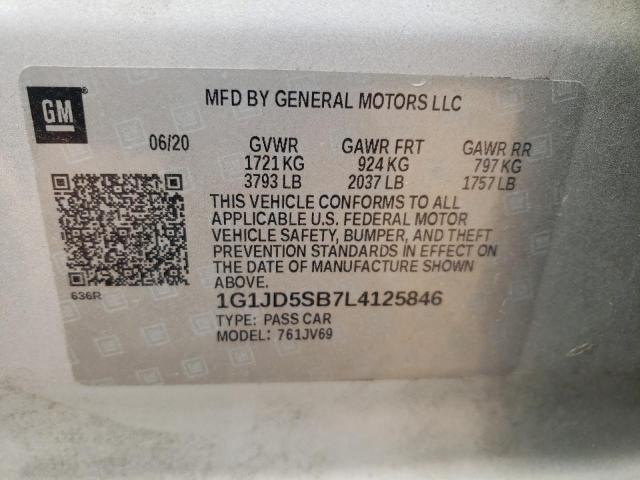 GM
MFD BY GENERAL MOTORS LLC
06/20 GVWR GAWR FRT GAWR RR
1721 KG 924 KG 797 KG
3793 LB 2037 LB 1757 LB
THIS VEHICLE CONFORMS TO ALL
APPLICABLE U.S. FEDERAL MOTOR
VEHICLE SAFETY, BUMPER, AND THEFT
PREVENTION STANDARDS IN EFFECT ON
THE DATE OF MANUFACTURE SHOWN
ABOVE.
636R
1G1JD5SB7L4125846
TYPE: PASS CAR
MODEL: 761JV69